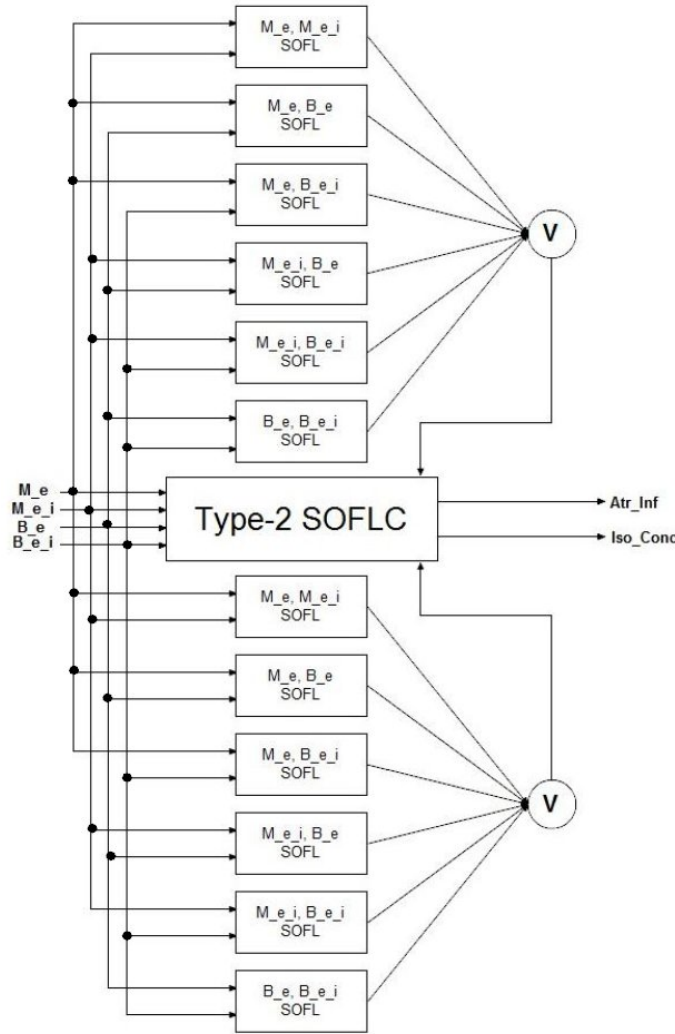 M_e, M_e_i
SOFL
M_e, B_e
SOFL
M_e, B_e_i
SOFL
V
M_e_i, B_e
SOFL
M_e_i, B_e_i
SOFL
B_e, B_e_i
SOFL
M_e
M_e_i
B_e
B_e_i
Type-2 SOFLC
Atr_Inf
Iso_Conc
M_e, M_e_i
SOFL
M_e, B_e
SOFL
M_e, B_e_i
SOFL
V
M_e_i, B_e
SOFL
M_e_i, B_e_i
SOFL
B_e, B_e_i
SOFL